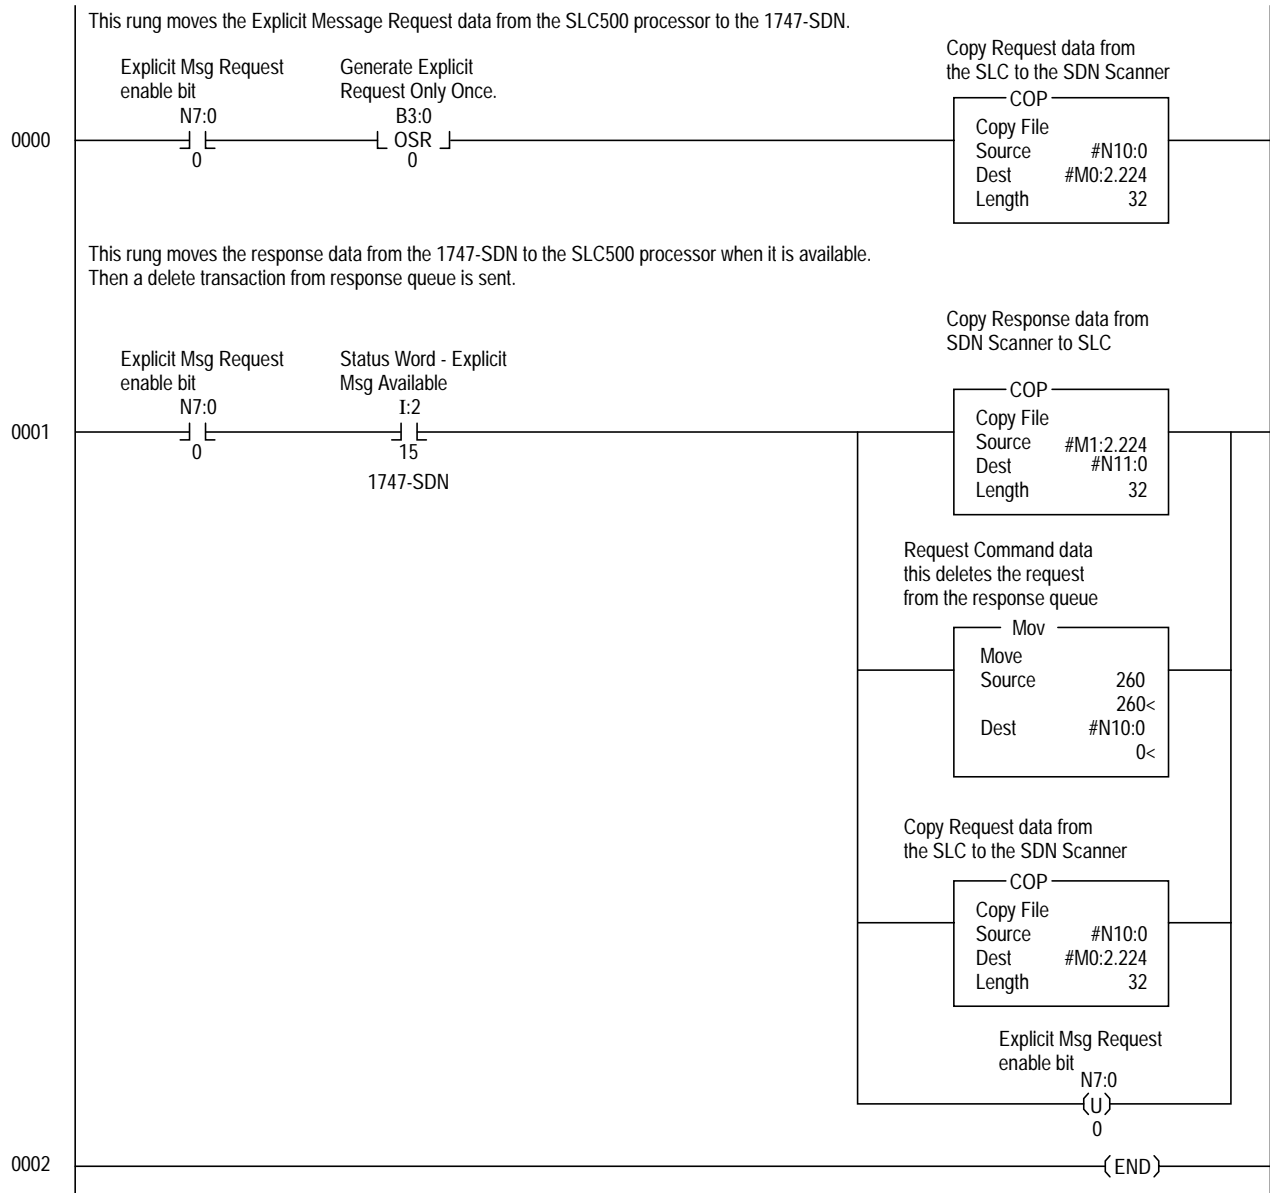 This rung moves the Explicit Message Request data from the SLC500 processor to the 1747-SDN.
Copy Request data from
the SLC to the SDN Scanner
Explicit Msg Request
enable bit
N7:0
0
Generate Explicit
Request Only Once.
B3:0
OSR
0
COP
Copy File
Source #N10:0
Dest #M0:2.224
Length 32
0000
This rung moves the response data from the 1747-SDN to the SLC500 processor when it is available.
Then a delete transaction from response queue is sent.
Copy Response data from
SDN Scanner to SLC
Explicit Msg Request
enable bit
N7:0
0
Status Word - Explicit
Msg Available
I:2
15
1747-SDN
COP
Copy File
Source #M1:2.224
Dest #N11:0
Length 32
0001
Request Command data
this deletes the request
from the response queue
Mov
Move
Source 260
260<
Dest #N10:0
0<
Copy Request data from
the SLC to the SDN Scanner
COP
Copy File
Source #N10:0
Dest #M0:2.224
Length 32
Explicit Msg Request
enable bit
N7:0
(U)
0
0002
(END)